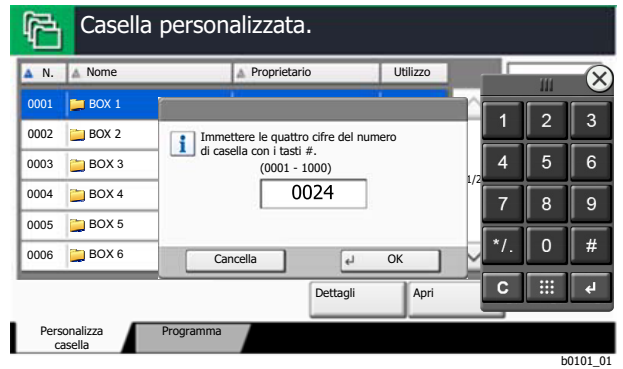 Casella personalizzata.
N. Nome Proprietario Utilizzo
0001 BOX 1
0002 BOX 2
0003 BOX 3
0004 BOX 4
0005 BOX 5
0006 BOX 6
Immettere le quattro cifre del numero
di casella con i tasti #.
(0001 - 1000)
0024
Cancella OK
1/2
1 2 3
4 5 6
7 8 9
*/. 0 #
C
Dettagli Apri
Personalizza
casella
Programma
b0101_01